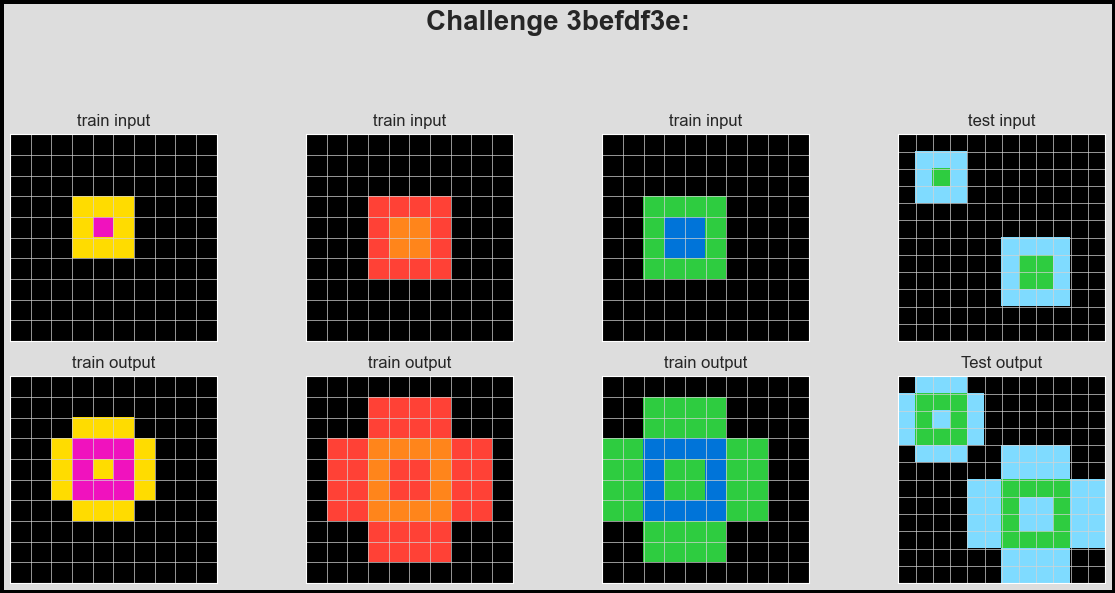 Challenge 3befdf3e:
train input
train input
train input
test input
train output
train output
train output
Test output